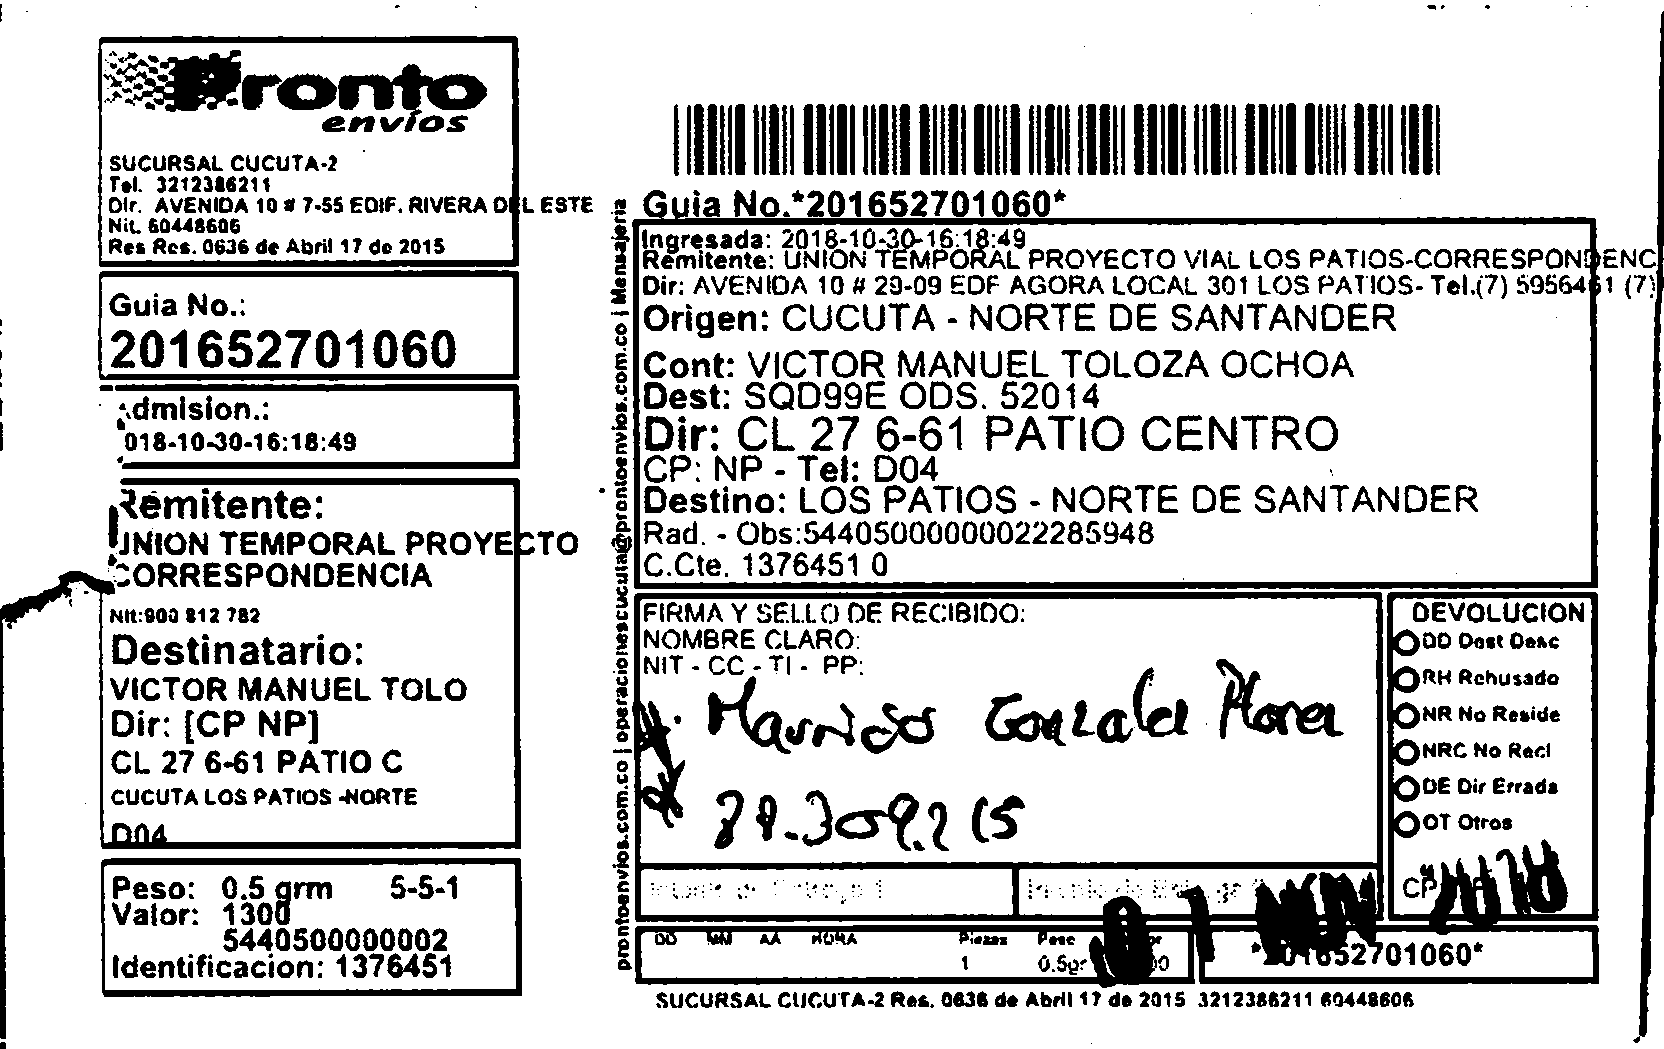 Pronto
envíos
SUCURSAL CUCUTA-2
Tel. 3212386211
Dir. AVENIDA 10 # 7-55 EDIF. RIVERA DEL ESTE
Nit. 60448606
Res Res. 0636 de Abril 17 de 2015
Guia No.:
201652701060
Admision.:
018-10-30-16:18:49
Remitente:
UNION TEMPORAL PROYECTO
CORRESPONDENCIA
Nit:900 812 782
Destinatario:
VICTOR MANUEL TOLO
Dir: [CP NP]
CL 27 6-61 PATIO C
CUCUTA LOS PATIOS -NORTE
D04
Peso: 0.5 grm 5-5-1
Valor: 1300
5440500000002
Identificacion: 1376451
prontoenvios.com.co | operacionescucuta@prontoenvios.com.co | Mensajeria
Guia No.*201652701060*
Ingresada: 2018-10-30-16:18:49
Remitente: UNION TEMPORAL PROYECTO VIAL LOS PATIOS-CORRESPONDENC
Dir: AVENIDA 10 # 29-09 EDF AGORA LOCAL 301 LOS PATIOS- Tel.(7) 5956461 (7)
Origen: CUCUTA - NORTE DE SANTANDER
Cont: VICTOR MANUEL TOLOZA OCHOA
Dest: SQD99E ODS. 52014
Dir: CL 27 6-61 PATIO CENTRO
CP: NP - Tel: D04
Destino: LOS PATIOS - NORTE DE SANTANDER
Rad. - Obs:544050000000022285948
C.Cte. 1376451 0
FIRMA Y SELLO DE RECIBIDO:
NOMBRE CLARO:
NIT - CC - TI - PP:
Gonzalez
DEVOLUCION
DD Dest Desc
RH Rehusado
NR No Reside
NRC No Recl
DE Dir Errada
OT Otros
CP
01 2018
DD MM AA HORA Piezas Peso
1 0.5gr
*201652701060*
SUCURSAL CUCUTA-2 Res. 0636 de Abril 17 de 2015 3212386211 60448606